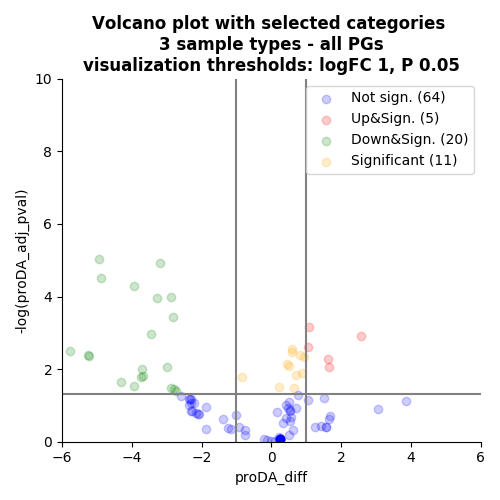 Volcano plot with selected categories
3 sample types - all PGs
visualization thresholds: logFC 1, P 0.05
Not sign. (64)
Up&Sign. (5)
Down&Sign. (20)
Significant (11)
-log(proDA_adj_pval)
10
8
6
4
2
0
−6 −4 −2 0 2 4 6
proDA_diff